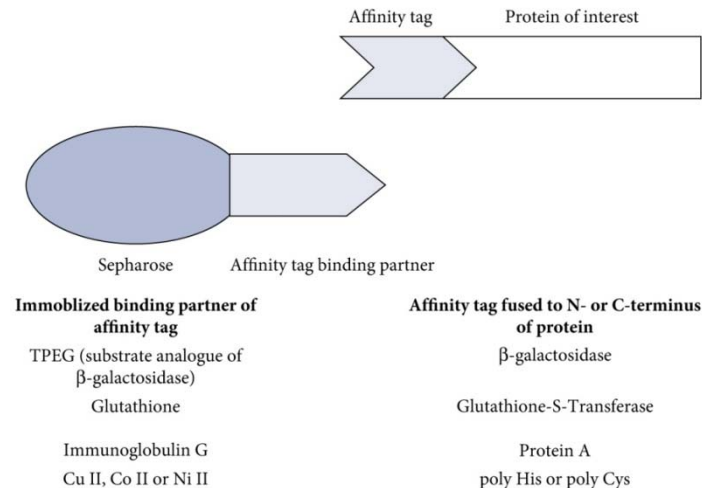 Affinity tag Protein of interest
Sepharose Affinity tag binding partner
Immoblized binding partner of
affinity tag
Affinity tag fused to N- or C-terminus
of protein
TPEG (substrate analogue of
β-galactosidase)
β-galactosidase
Glutathione Glutathione-S-Transferase
Immunoglobulin G Protein A
Cu II, Co II or Ni II poly His or poly Cys